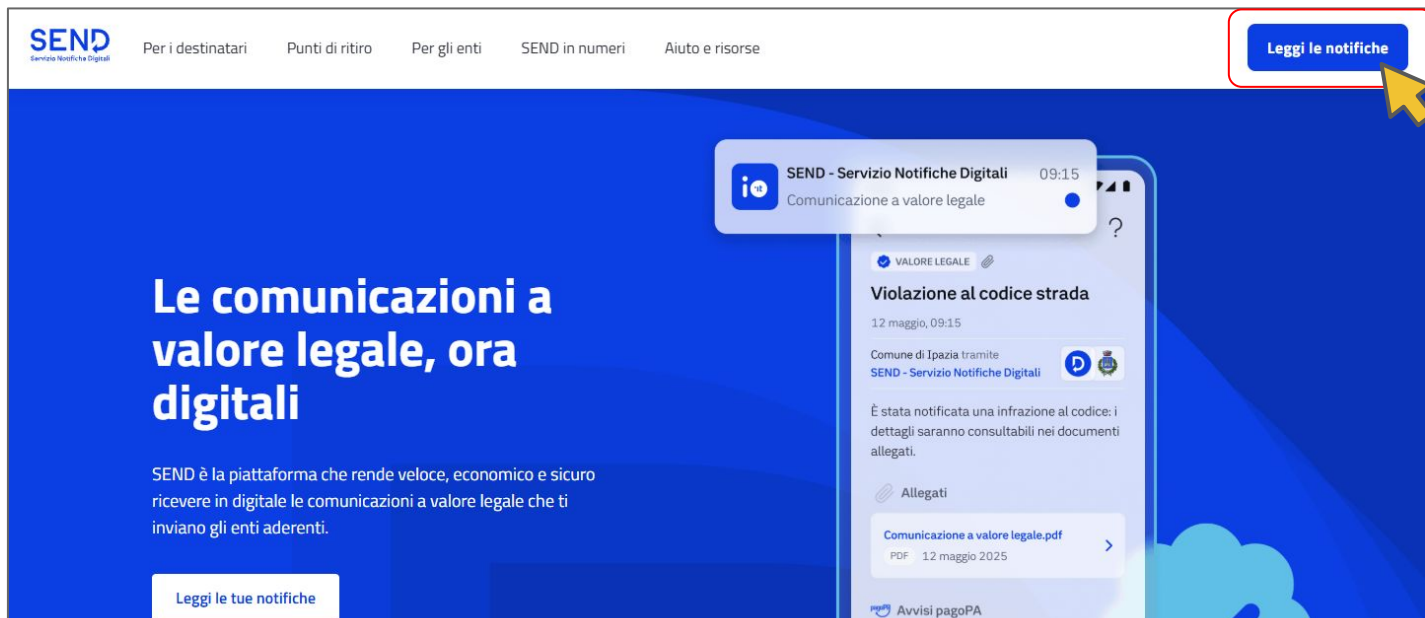 SEND
Servizio Notifiche Digitali
Per i destinatari
Punti di ritiro
Per gli enti
SEND in numeri
Aiuto e risorse
Leggi le notifiche
Le comunicazioni a
valore legale, ora
digitali
SEND è la piattaforma che rende veloce, economico e sicuro
ricevere in digitale le comunicazioni a valore legale che ti
inviano gli enti aderenti.
Leggi le tue notifiche
io
SEND - Servizio Notifiche Digitali 09:15
Comunicazione a valore legale
?
VALORE LEGALE
Violazione al codice strada
12 maggio, 09:15
Comune di Ipazia tramite
SEND - Servizio Notifiche Digitali
È stata notificata una infrazione al codice: i
dettagli saranno consultabili nei documenti
allegati.
Allegati
Comunicazione a valore legale.pdf
PDF 12 maggio 2025
Avvisi pagoPA